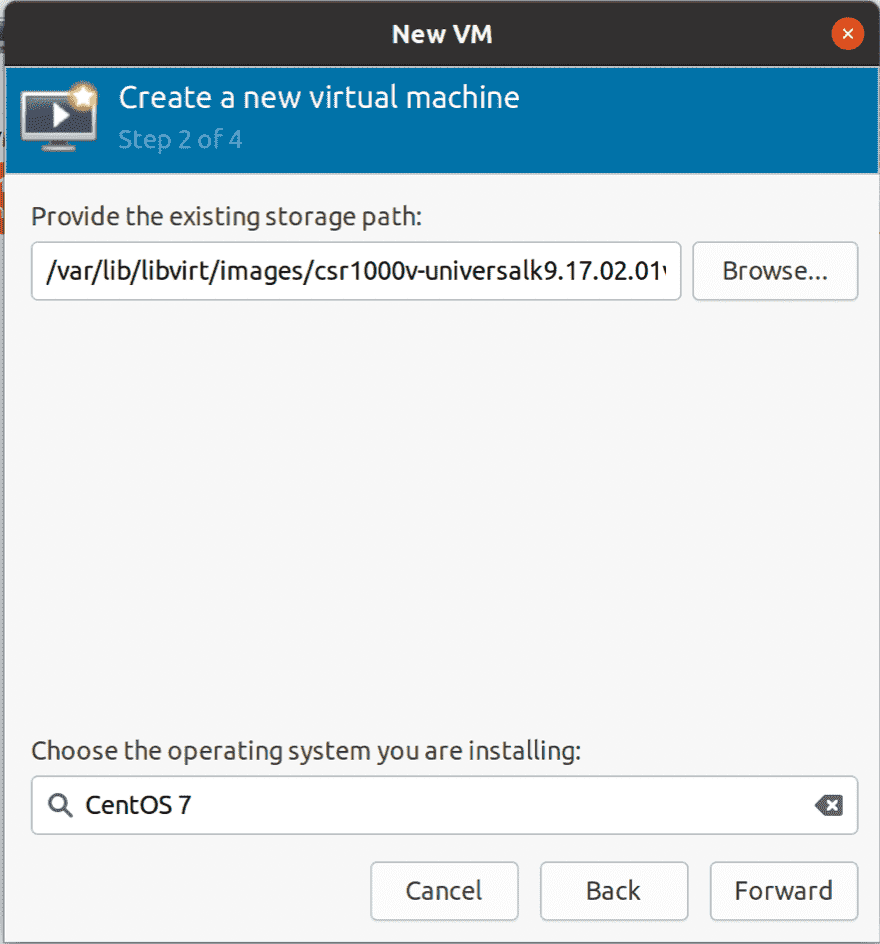 New VM
Create a new virtual machine
Step 2 of 4
Provide the existing storage path:
/var/lib/libvirt/images/csr1000v-universalk9.17.02.01v Browse...
Choose the operating system you are installing:
CentOS 7
Cancel Back Forward